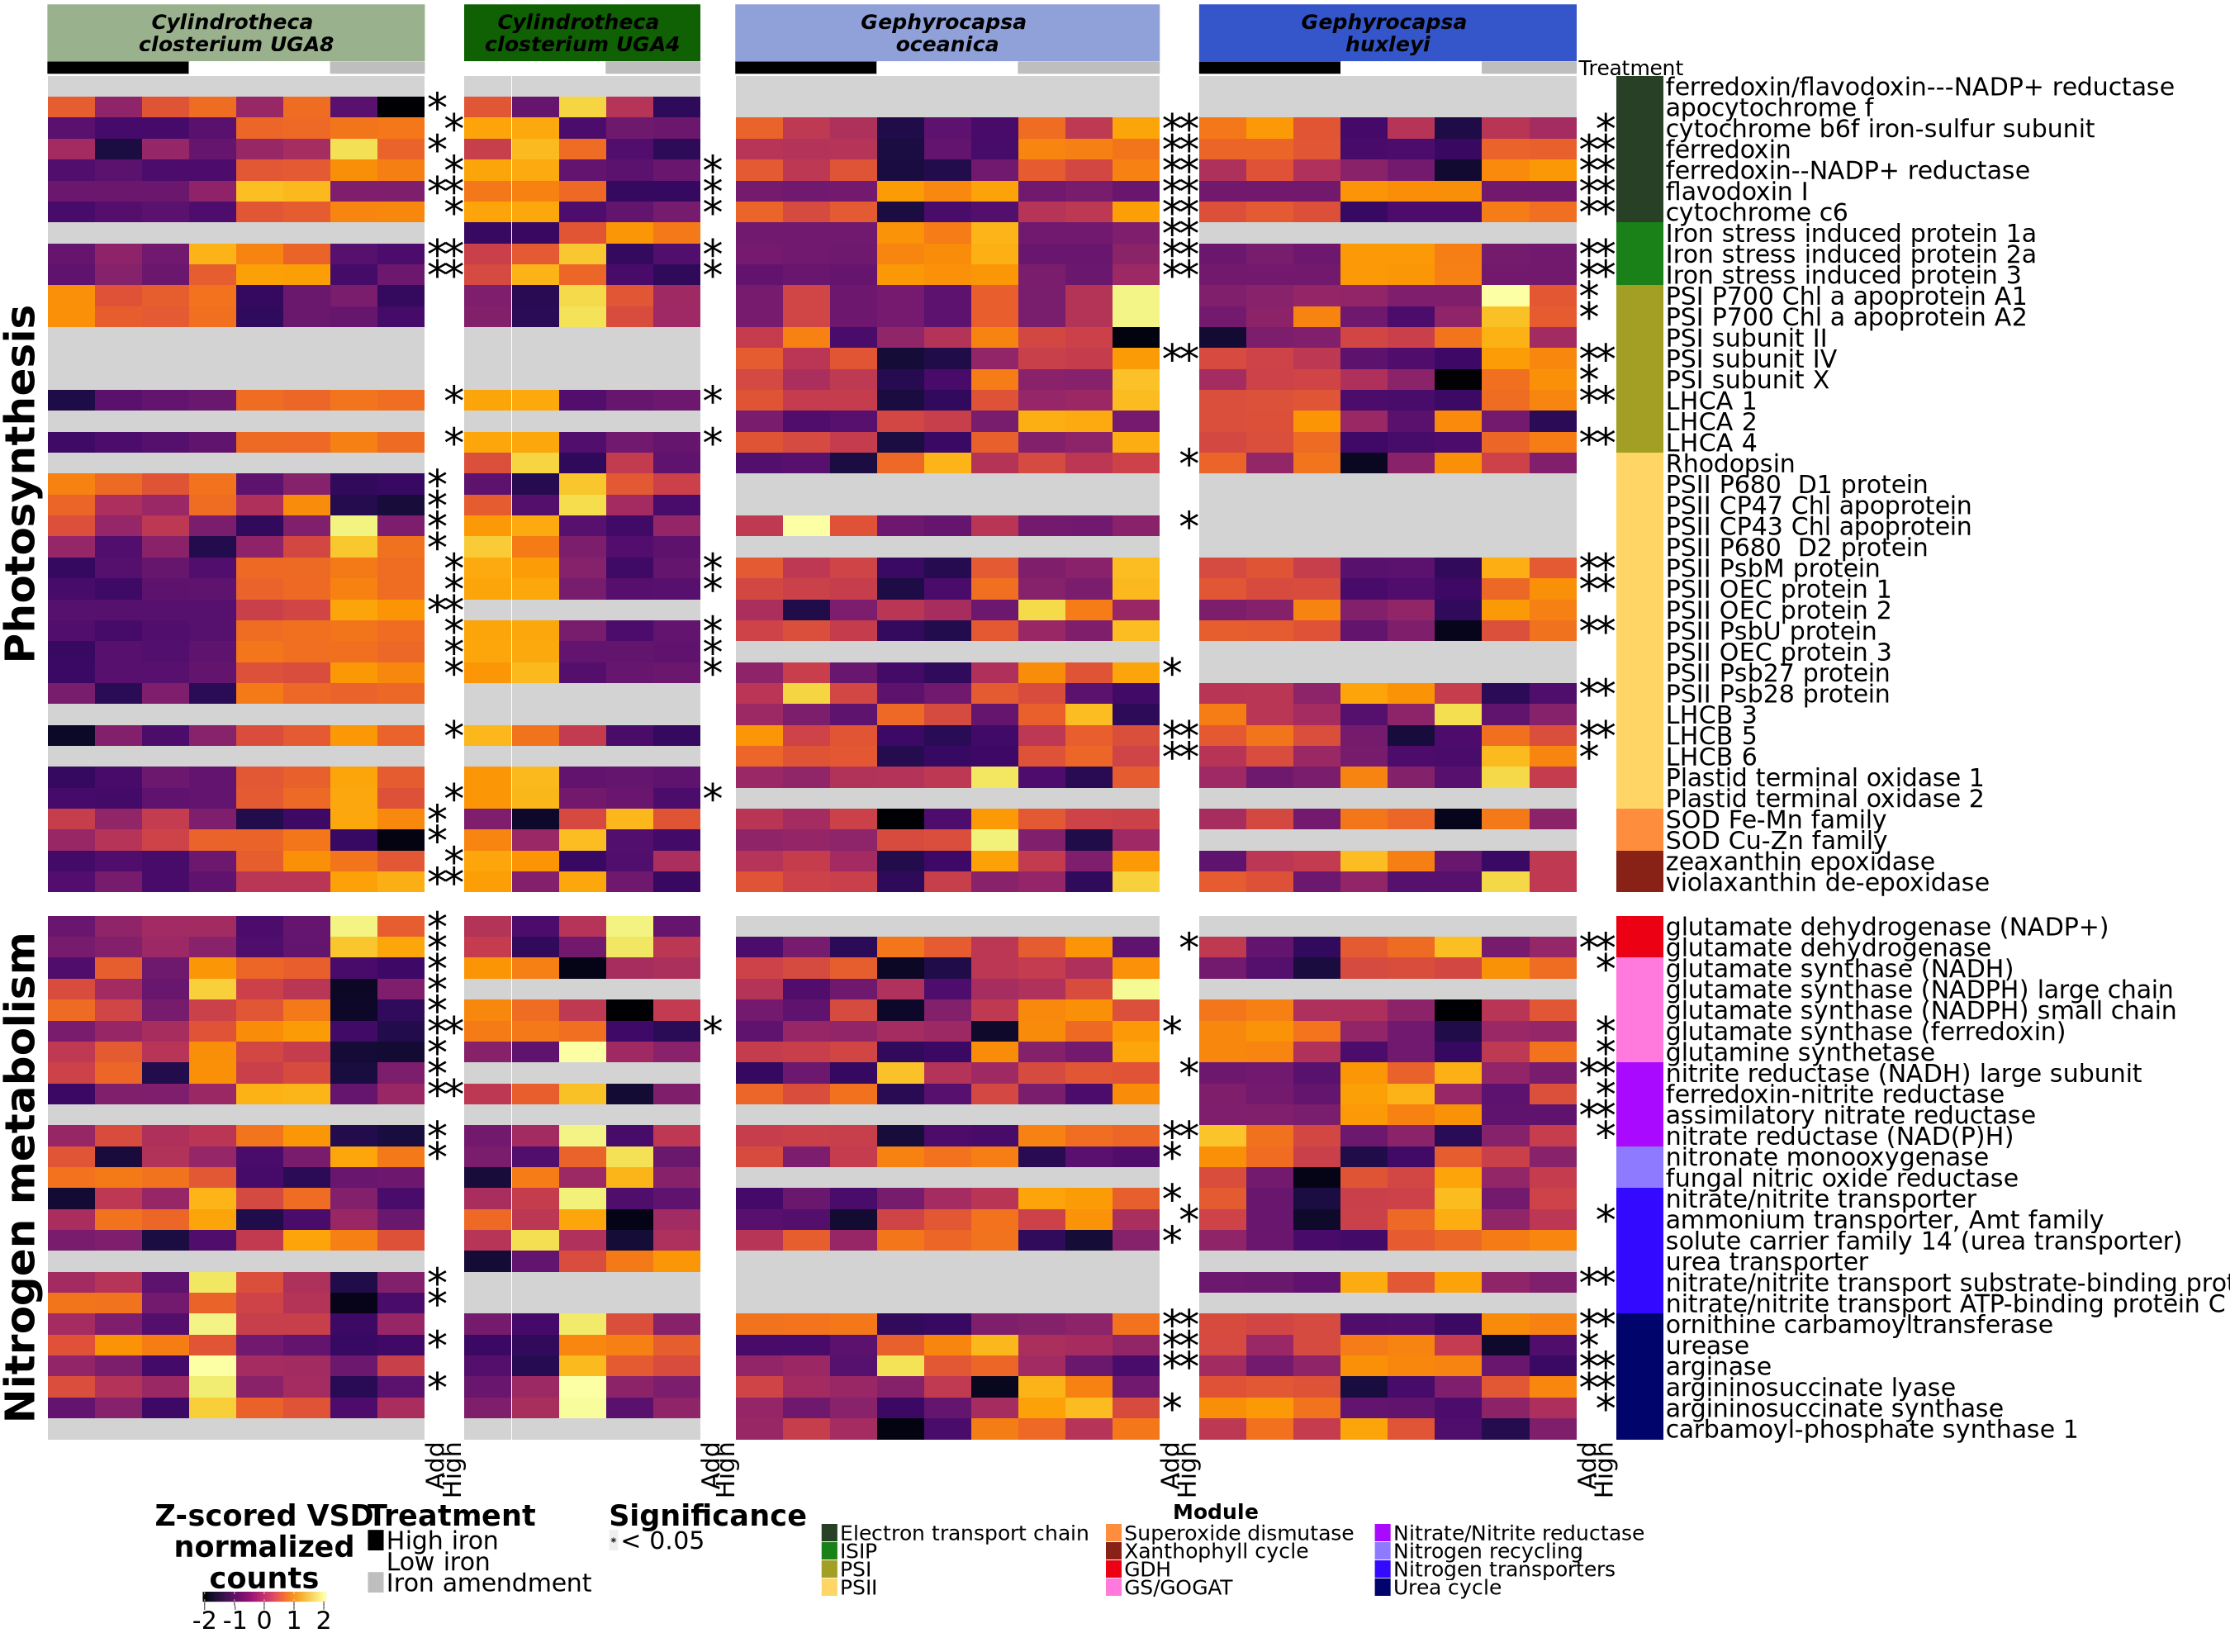 Cylindrotheca
closterium UGA8
Cylindrotheca
closterium UGA4
Gephyrocapsa
oceanica
Gephyrocapsa
huxleyi
Treatment
Photosynthesis
ferredoxin/flavodoxin---NADP+ reductase
apocytochrome f
cytochrome b6f iron-sulfur subunit
ferredoxin
ferredoxin--NADP+ reductase
flavodoxin I
cytochrome c6
Iron stress induced protein 1a
Iron stress induced protein 2a
Iron stress induced protein 3
PSI P700 Chl a apoprotein A1
PSI P700 Chl a apoprotein A2
PSI subunit II
PSI subunit IV
PSI subunit X
LHCA 1
LHCA 2
LHCA 4
Rhodopsin
PSII P680 D1 protein
PSII CP47 Chl apoprotein
PSII CP43 Chl apoprotein
PSII P680 D2 protein
PSII PsbM protein
PSII OEC protein 1
PSII OEC protein 2
PSII PsbU protein
PSII OEC protein 3
PSII Psb27 protein
PSII Psb28 protein
LHCB 3
LHCB 5
LHCB 6
Plastid terminal oxidase 1
Plastid terminal oxidase 2
SOD Fe-Mn family
SOD Cu-Zn family
zeaxanthin epoxidase
violaxanthin de-epoxidase
Nitrogen metabolism
glutamate dehydrogenase (NADP+)
glutamate dehydrogenase
glutamate synthase (NADH)
glutamate synthase (NADPH) large chain
glutamate synthase (NADPH) small chain
glutamate synthase (ferredoxin)
glutamine synthetase
nitrite reductase (NADH) large subunit
ferredoxin-nitrite reductase
assimilatory nitrate reductase
nitrate reductase (NAD(P)H)
nitronate monooxygenase
fungal nitric oxide reductase
nitrate/nitrite transporter
ammonium transporter, Amt family
solute carrier family 14 (urea transporter)
urea transporter
nitrate/nitrite transport substrate-binding prot
nitrate/nitrite transport ATP-binding protein C
ornithine carbamoyltransferase
urease
arginase
argininosuccinate lyase
argininosuccinate synthase
carbamoyl-phosphate synthase 1
Add
High
Add
High
Add
High
Add
High
Z-scored VSD
normalized
counts
-2 -1 0 1 2
Treatment
High iron
Low iron
Iron amendment
Significance
* < 0.05
Module
Electron transport chain
ISIP
PSI
PSII
Superoxide dismutase
Xanthophyll cycle
GDH
GS/GOGAT
Nitrate/Nitrite reductase
Nitrogen recycling
Nitrogen transporters
Urea cycle